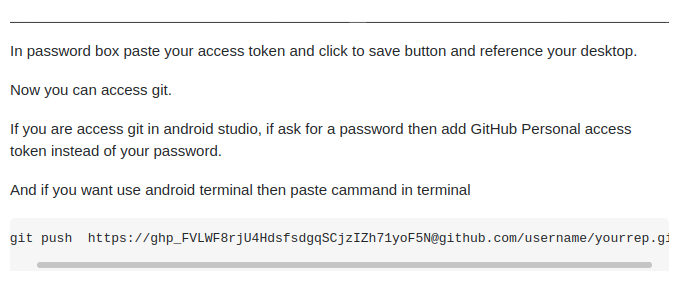 In password box paste your access token and click to save button and reference your desktop.
Now you can access git.
If you are access git in android studio, if ask for a password then add GitHub Personal access
token instead of your password.
And if you want use android terminal then paste cammand in terminal
git push  https://ghp_FVLWF8rjU4HdsfsdgqSCjzIZh71yoF5N@github.com/username/yourrep.gi